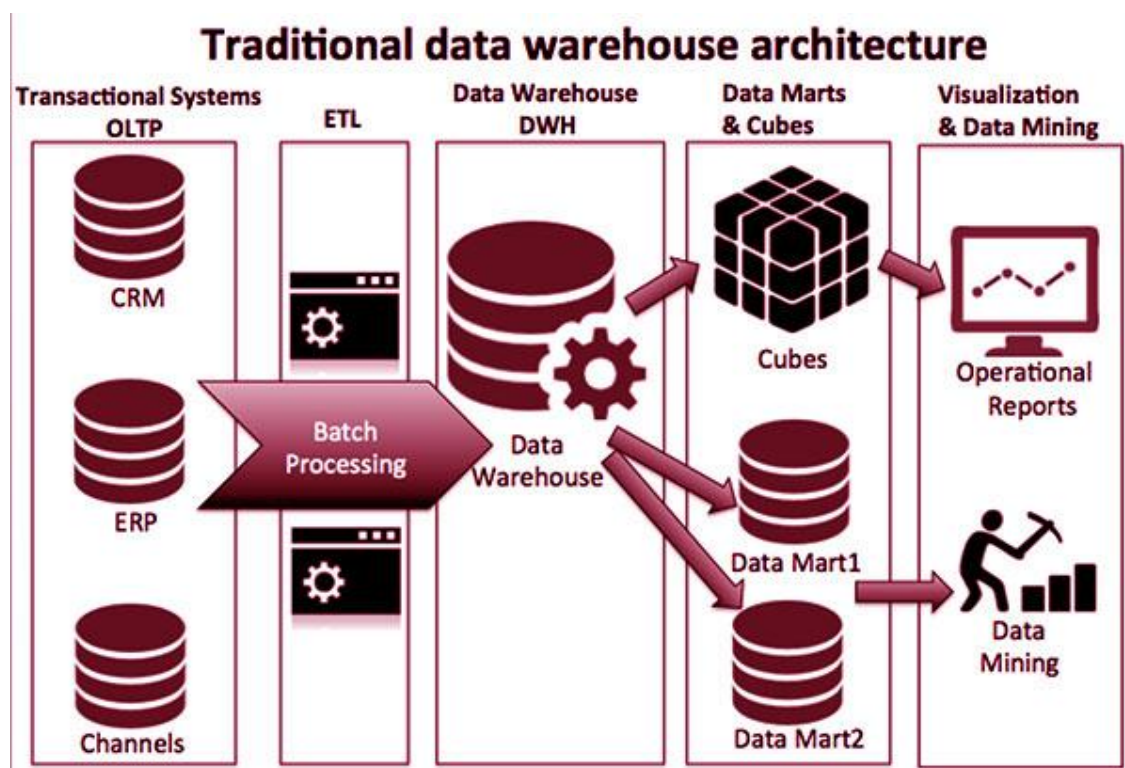 Traditional data warehouse architecture
Transactional Systems
OLTP
ETL
Data Warehouse
DWH
Data Marts
& Cubes
Visualization
& Data Mining
CRM
ERP
Channels
Batch
Processing
Data
Warehouse
Cubes
Data Mart1
Data Mart2
Operational
Reports
Data
Mining